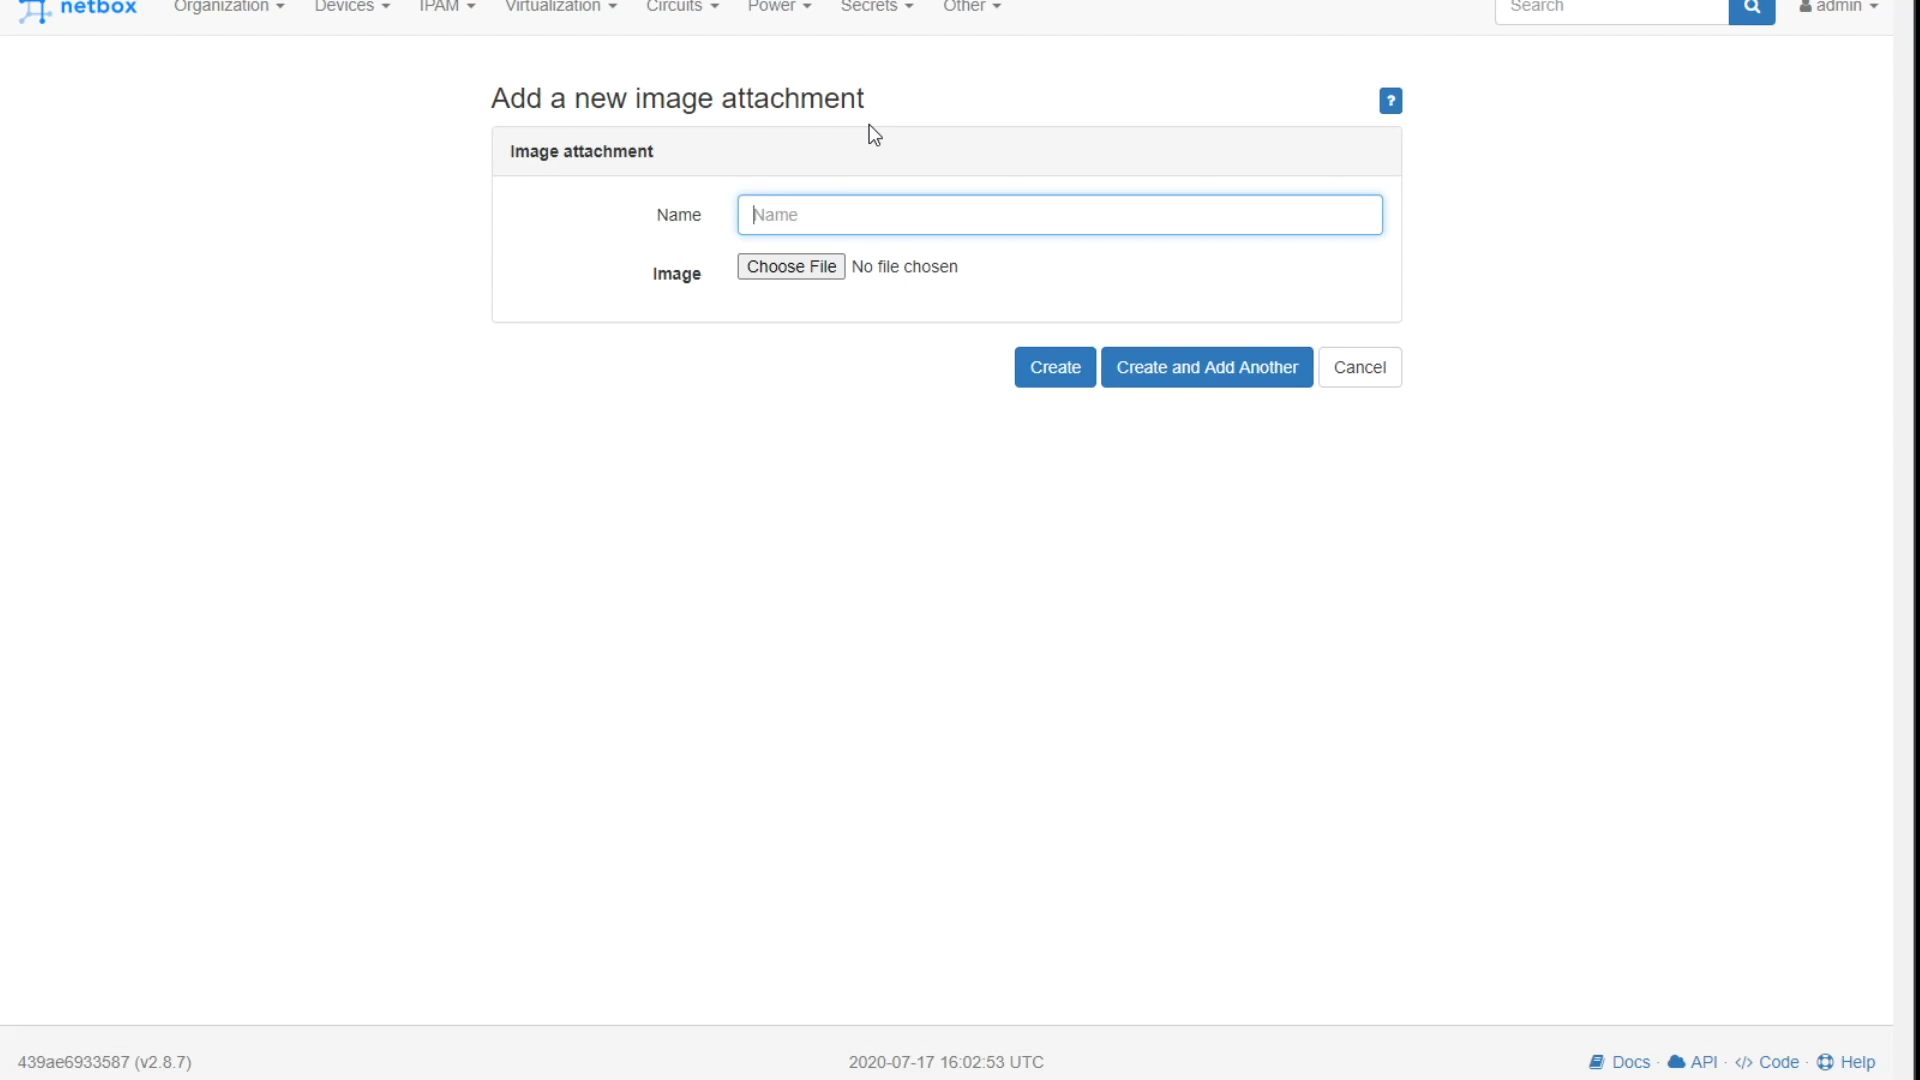 netbox Organization Devices IPAM Virtualization Circuits Power Secrets Other Search admin
Add a new image attachment ?
Image attachment
Name Name
Image Choose File No file chosen
Create Create and Add Another Cancel
439ae6933587 (v2.8.7) 2020-07-17 16:02:53 UTC Docs · API · </> Code · Help